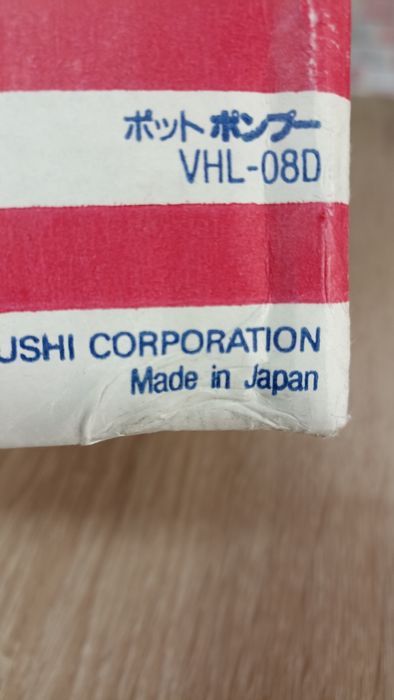 ポット ポンプー
VHL-08D
USHI CORPORATION
Made in Japan